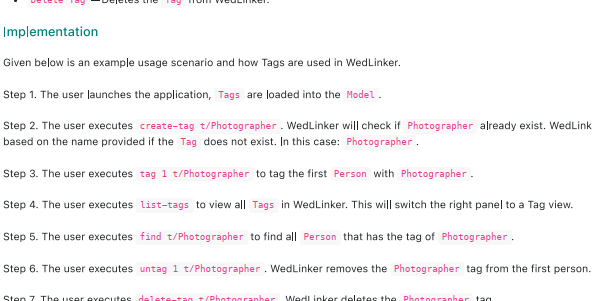 Delete Tag — Deletes the Tag from WedLinker.
Implementation
Given below is an example usage scenario and how Tags are used in WedLinker.
Step 1. The user launches the application, Tags are loaded into the Model .
Step 2. The user executes create-tag t/Photographer . WedLinker will check if Photographer already exist. WedLink
based on the name provided if the Tag does not exist. In this case: Photographer .
Step 3. The user executes tag 1 t/Photographer to tag the first Person with Photographer .
Step 4. The user executes list-tags to view all Tags in WedLinker. This will switch the right panel to a Tag view.
Step 5. The user executes find t/Photographer to find all Person that has the tag of Photographer .
Step 6. The user executes untag 1 t/Photographer . WedLinker removes the Photographer tag from the first person.
Step 7. The user executes delete-tag t/Photographer . WedLinker deletes the Photographer tag